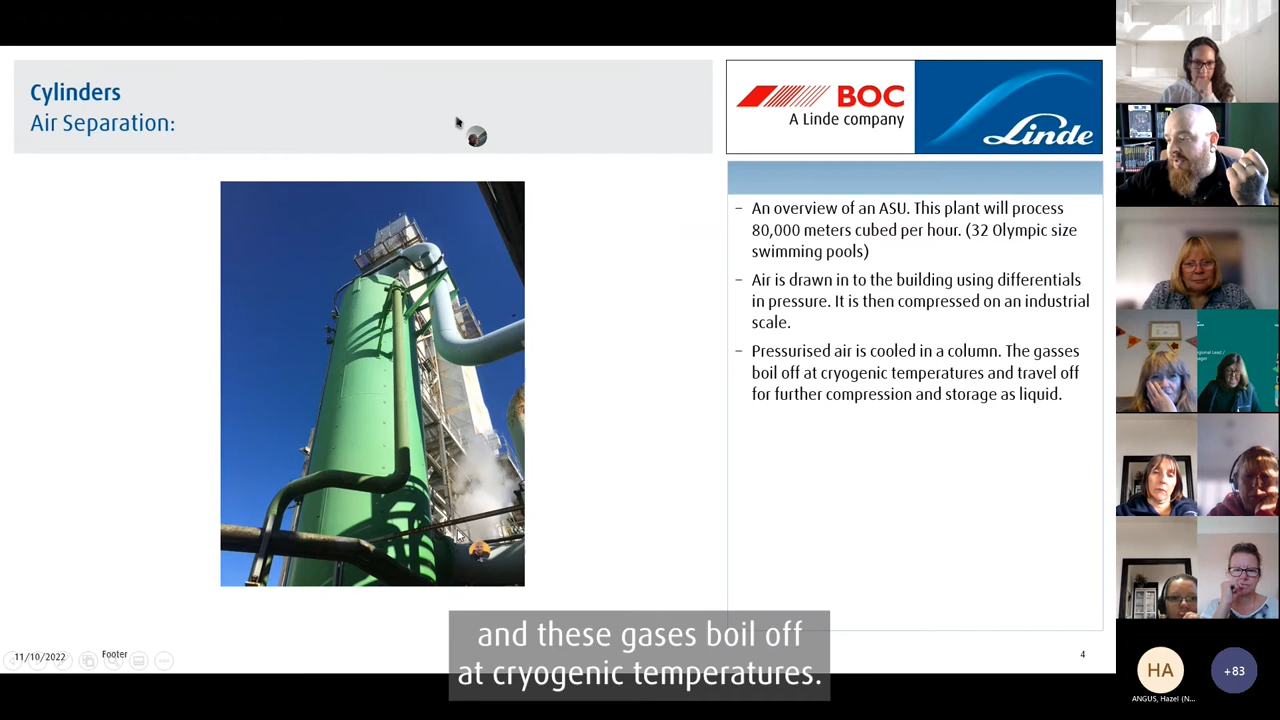 Cylinders
Air Separation:
BOC
A Linde company
Linde
– An overview of an ASU. This plant will process
80,000 meters cubed per hour. (32 Olympic size
swimming pools)
– Air is drawn in to the building using differentials
in pressure. It is then compressed on an industrial
scale.
– Pressurised air is cooled in a column. The gasses
boil off at cryogenic temperatures and travel off
for further compression and storage as liquid.
and these gases boil off
at cryogenic temperatures.
11/10/2022
Footer
4
HA
+83
ANGUS, Hazel (N...